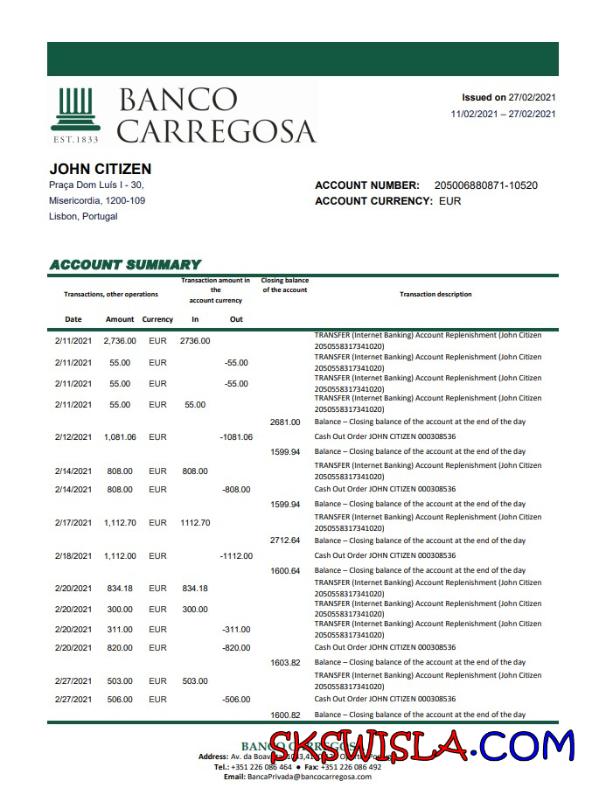 BANCO
CARREGOSA
EST. 1833
Issued on 27/02/2021
11/02/2021 – 27/02/2021
JOHN CITIZEN
Praça Dom Luís I - 30,
Misericordia, 1200-109
Lisbon, Portugal
ACCOUNT NUMBER: 205006880871-10520
ACCOUNT CURRENCY: EUR
ACCOUNT SUMMARY
Transactions, other operations
Transaction amount in
the
account currency
Closing balance
of the account
Transaction description
Date Amount Currency In Out
2/11/2021 2,736.00 EUR 2736.00 TRANSFER (Internet Banking) Account Replenishment (John Citizen
2050558317341020)
2/11/2021 55.00 EUR -55.00 TRANSFER (Internet Banking) Account Replenishment (John Citizen
2050558317341020)
2/11/2021 55.00 EUR -55.00 TRANSFER (Internet Banking) Account Replenishment (John Citizen
2050558317341020)
2/11/2021 55.00 EUR 55.00 TRANSFER (Internet Banking) Account Replenishment (John Citizen
2050558317341020)
2681.00 Balance – Closing balance of the account at the end of the day
2/12/2021 1,081.06 EUR -1081.06 Cash Out Order JOHN CITIZEN 000308536
1599.94 Balance – Closing balance of the account at the end of the day
2/14/2021 808.00 EUR 808.00 TRANSFER (Internet Banking) Account Replenishment (John Citizen
2050558317341020)
2/14/2021 808.00 EUR -808.00 Cash Out Order JOHN CITIZEN 000308536
1599.94 Balance – Closing balance of the account at the end of the day
2/17/2021 1,112.70 EUR 1112.70 TRANSFER (Internet Banking) Account Replenishment (John Citizen
2050558317341020)
2712.64 Balance – Closing balance of the account at the end of the day
2/18/2021 1,112.00 EUR -1112.00 Cash Out Order JOHN CITIZEN 000308536
1600.64 Balance – Closing balance of the account at the end of the day
2/20/2021 834.18 EUR 834.18 TRANSFER (Internet Banking) Account Replenishment (John Citizen
2050558317341020)
2/20/2021 300.00 EUR 300.00 TRANSFER (Internet Banking) Account Replenishment (John Citizen
2050558317341020)
2/20/2021 311.00 EUR -311.00 TRANSFER (Internet Banking) Account Replenishment (John Citizen
2050558317341020)
2/20/2021 820.00 EUR -820.00 Cash Out Order JOHN CITIZEN 000308536
1603.82 Balance – Closing balance of the account at the end of the day
2/27/2021 503.00 EUR 503.00 TRANSFER (Internet Banking) Account Replenishment (John Citizen
2050558317341020)
2/27/2021 506.00 EUR -506.00 Cash Out Order JOHN CITIZEN 000308536
1600.82 Balance – Closing balance of the account at the end of the day
SKSWISLA.COM
Address: Av. da
Tel.: +351 226 086 464 ● Fax: +351 226 086 492
Email: BancaPrivada@bancocarregosa.com